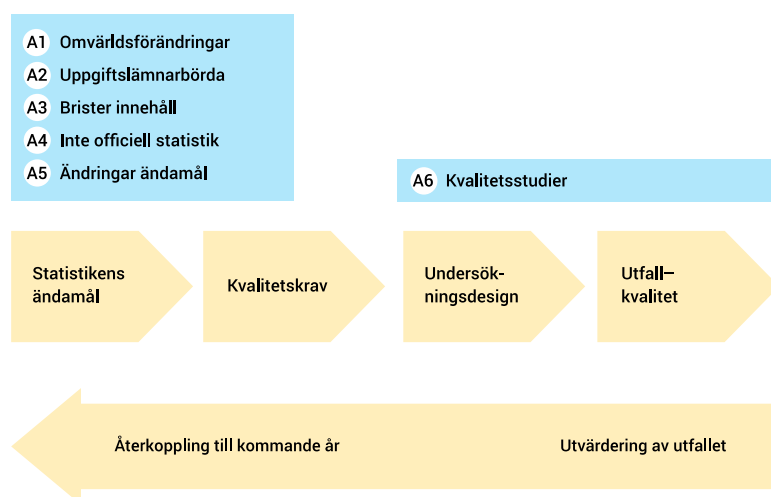 A1 Omvärldsförändringar
A2 Uppgiftslämnarbörda
A3 Brister innehåll
A4 Inte officiell statistik
A5 Ändringar ändamål
A6 Kvalitetsstudier
Statistikens
ändamål
Kvalitetskrav
Undersök-
ningsdesign
Utfall–
kvalitet
Återkoppling till kommande år
Utvärdering av utfallet